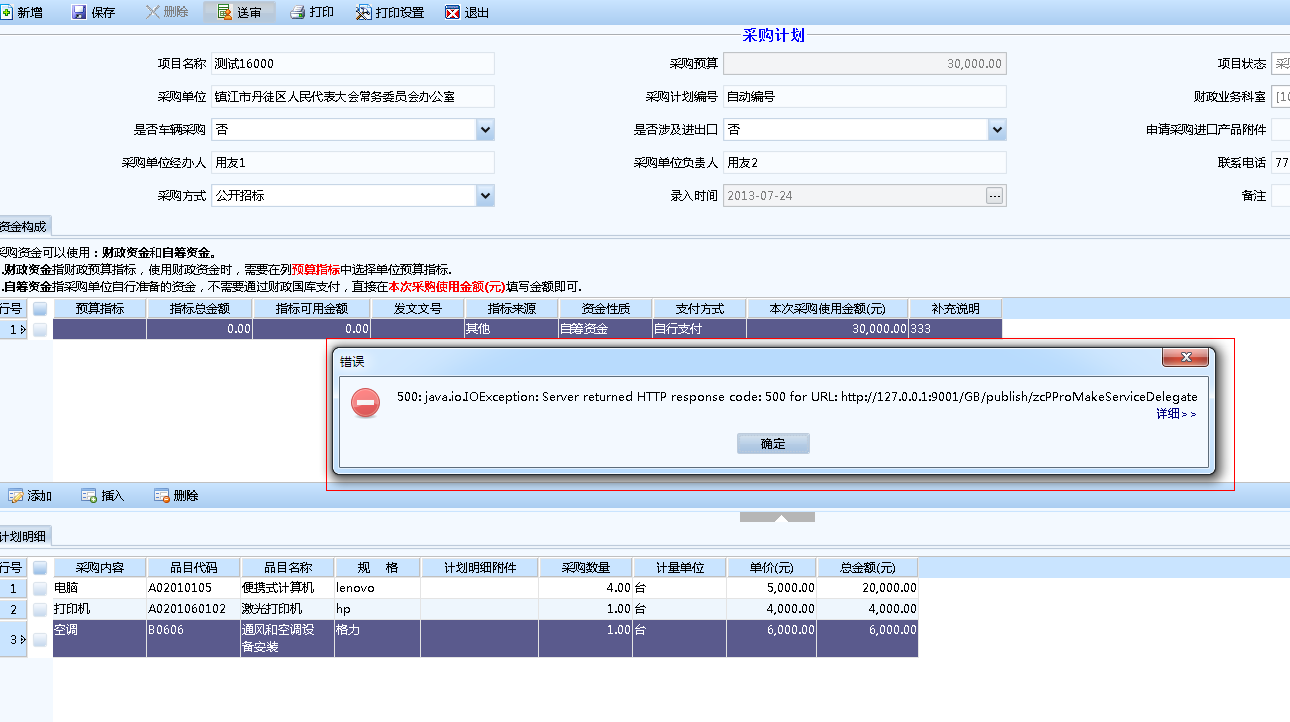 新增 保存 删除 送审 打印 打印设置 退出
采购计划
项目名称 测试16000 采购预算 30,000.00 项目状态 采
采购单位 镇江市丹徒区人民代表大会常务委员会办公室 采购计划编号 自动编号 财政业务科室 [10
是否车辆采购 否 是否涉及进出口 否 申请采购进口产品附件
采购单位经办人 用友1 采购单位负责人 用友2 联系电话 77
采购方式 公开招标 录入时间 2013-07-24 ... 备注
资金构成
采购资金可以使用：财政资金和自筹资金。
.财政资金指财政预算指标，使用财政资金时，需要在列预算指标中选择单位预算指标.
.自筹资金指采购单位自行准备的资金，不需要通过财政国库支付，直接在本次采购使用金额(元)填写金额即可.
行号 预算指标 指标总金额 指标可用金额 发文文号 指标来源 资金性质 支付方式 本次采购使用金额(元) 补充说明
1 0.00 0.00 其他 自筹资金 自行支付 30,000.00 333
错误
500: java.io.IOException: Server returned HTTP response code: 500 for URL: http://127.0.0.1:9001/GB/publish/zcPProMakeServiceDelegate
详细>>
确定
添加 插入 删除
计划明细
行号 采购内容 品目代码 品目名称 规 格 计划明细附件 采购数量 计量单位 单价(元) 总金额(元)
1 电脑 A02010105 便携式计算机 lenovo 4.00 台 5,000.00 20,000.00
2 打印机 A0201060102 激光打印机 hp 1.00 台 4,000.00 4,000.00
3 空调 B0606 通风和空调设 格力 1.00 台 6,000.00 6,000.00
备安装